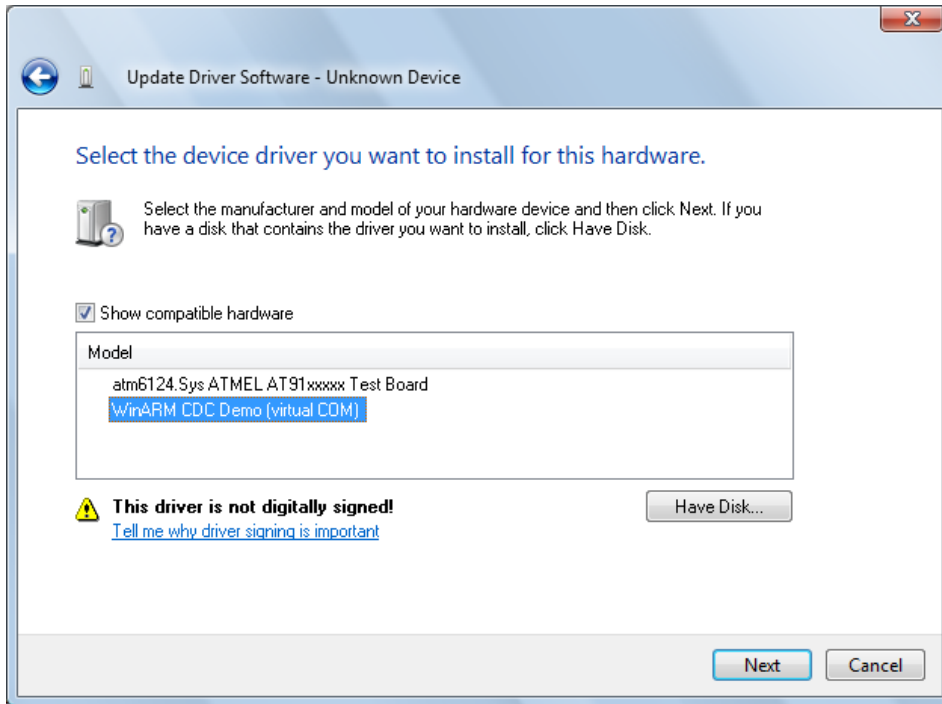 Update Driver Software - Unknown Device
Select the device driver you want to install for this hardware.
Select the manufacturer and model of your hardware device and then click Next. If you
have a disk that contains the driver you want to install, click Have Disk.
Show compatible hardware
Model
atm6124.Sys ATMEL AT91xxxxx Test Board
WinARM CDC Demo (virtual COM)
This driver is not digitally signed!
Have Disk...
Tell me why driver signing is important
Next
Cancel